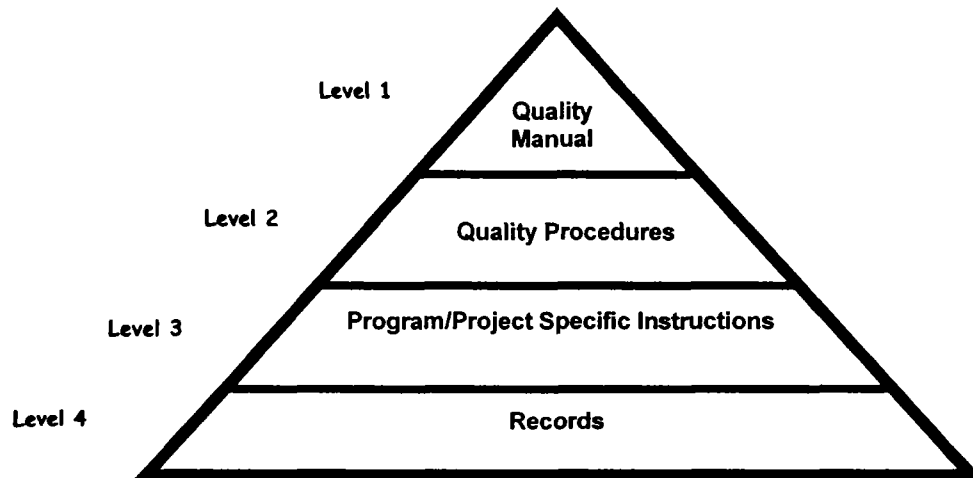 Level 1
Quality
Manual
Level 2
Quality Procedures
Level 3
Program/Project Specific Instructions
Level 4
Records